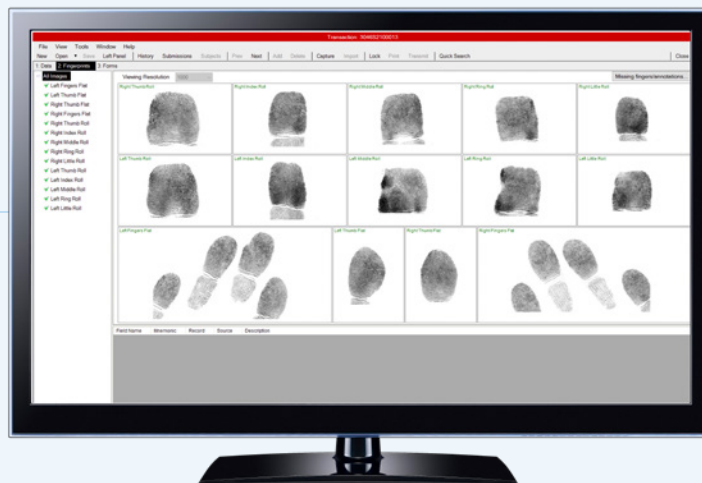 Transaction
File View Tools Window Help
New Open Save Left Panel History Submissions Subjects Prev Next Add Delete Capture Import Lock Print Transmit Quick Search Close
1. Data 2. Fingerprints 3. Forms
All Images
Viewing Resolution
Missing fingers/annotations
Left Fingers Flat
Left Thumb Flat
Right Thumb Flat
Right Fingers Flat
Right Thumb Roll
Right Index Roll
Right Middle Roll
Right Ring Roll
Right Little Roll
Left Thumb Roll
Left Index Roll
Left Middle Roll
Left Ring Roll
Left Little Roll
Right Thumb Roll Right Index Roll Right Middle Roll Right Ring Roll Right Little Roll
Left Thumb Roll Left Index Roll Left Middle Roll Left Ring Roll Left Little Roll
Left Fingers Flat Left Thumb Flat Right Thumb Flat Right Fingers Flat
Field Name Mnemonic Record Source Description